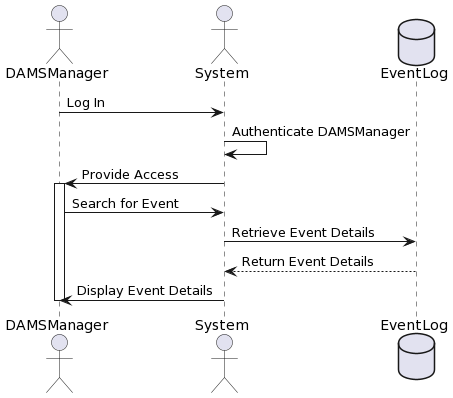 DAMSManager System EventLog
Log In
Authenticate DAMSManager
Provide Access
Search for Event
Retrieve Event Details
Return Event Details
Display Event Details
DAMSManager System EventLog